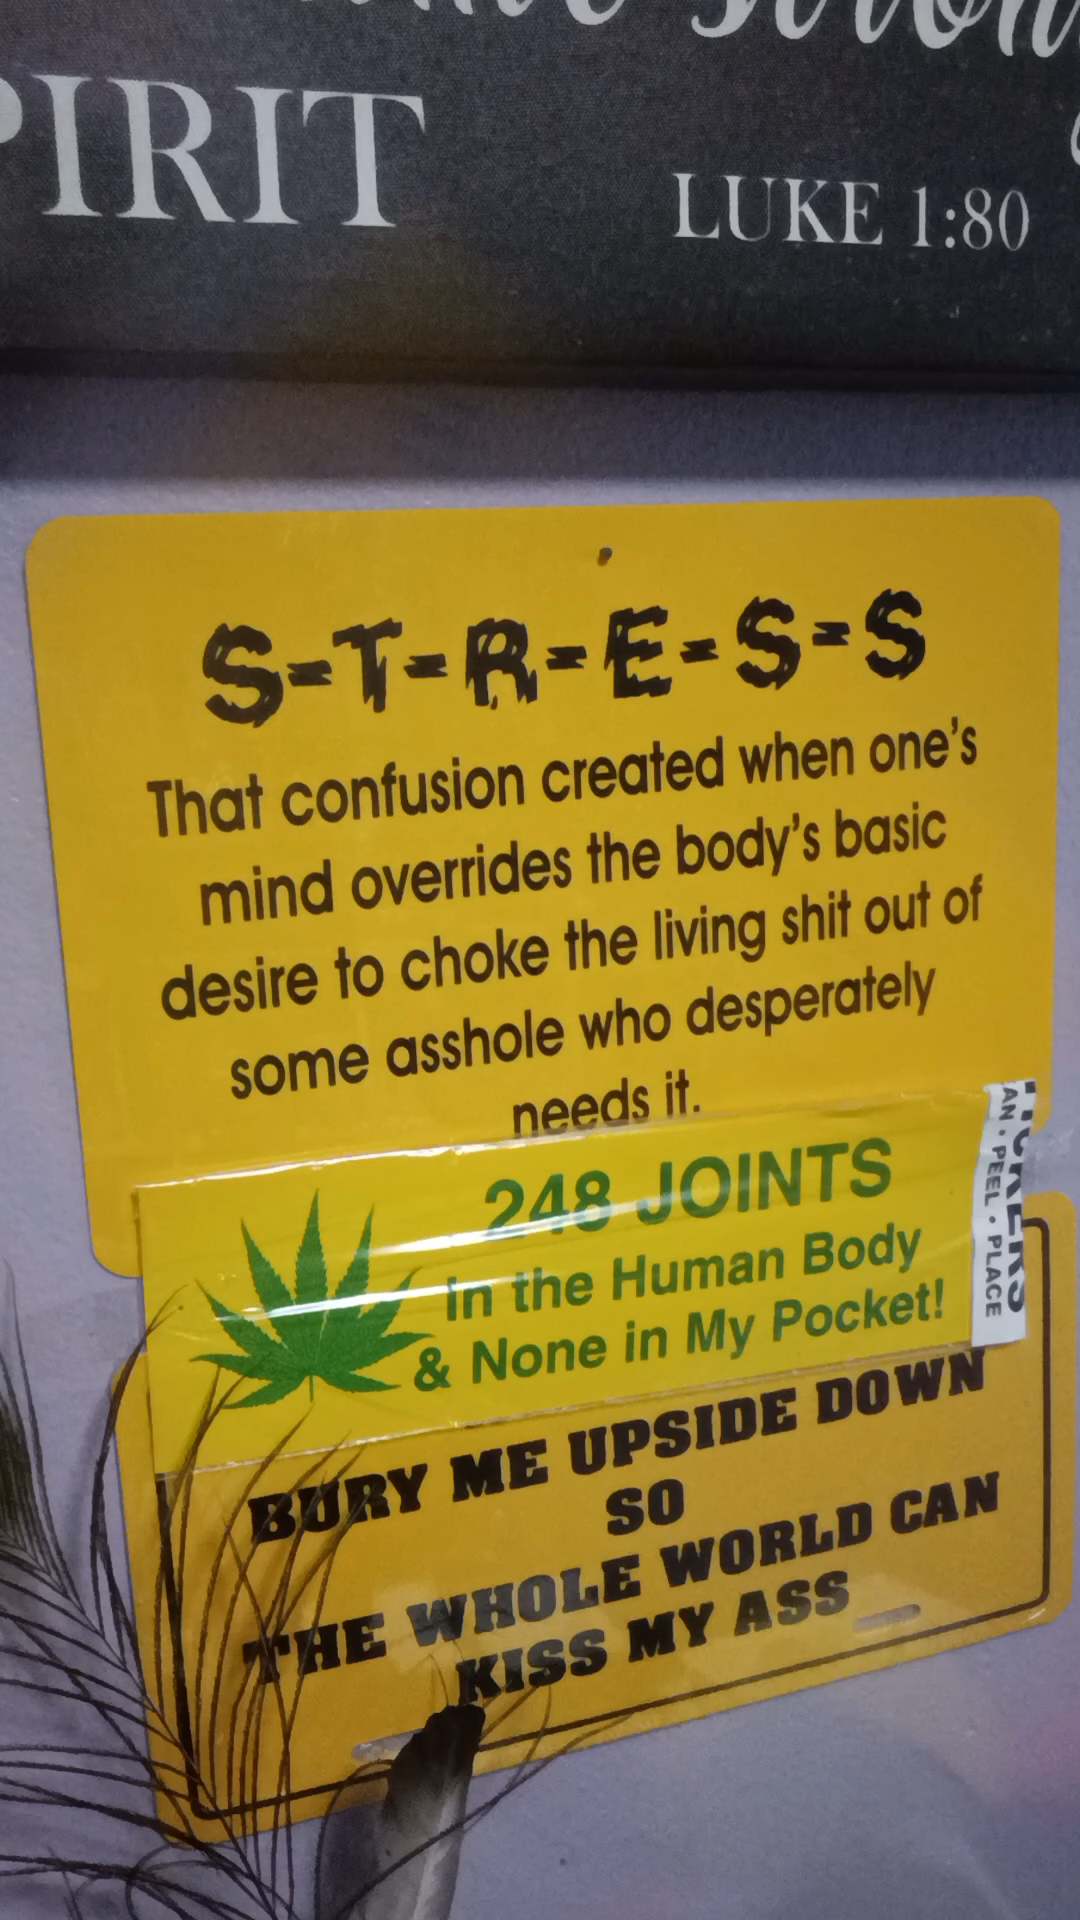 SPIRIT
LUKE 1:80
S-T-R-E-S-S
That confusion created when one's
mind overrides the body's basic
desire to choke the living shit out of
some asshole who desperately
needs it.
248 JOINTS
in the Human Body
& None in My Pocket!
PEEL • PLACE
BURY ME UPSIDE DOWN
SO
THE WHOLE WORLD CAN
KISS MY ASS